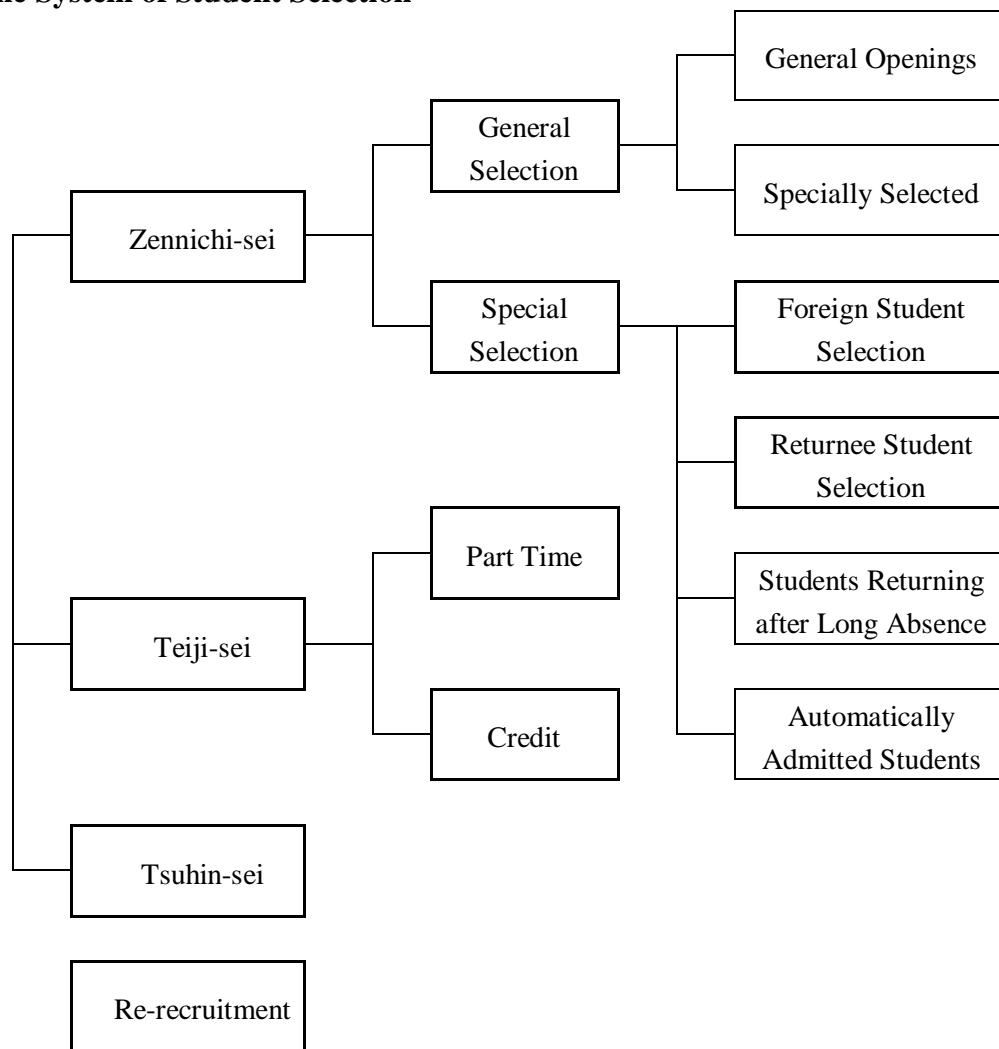 System of Student Selection
General Openings
General
Selection
Specially Selected
Zennichi-sei
Special
Selection
Foreign Student
Selection
Returnee Student
Selection
Part Time
Students Returning
after Long Absence
Teiji-sei
Credit
Automatically
Admitted Students
Tsuhin-sei
Re-recruitment